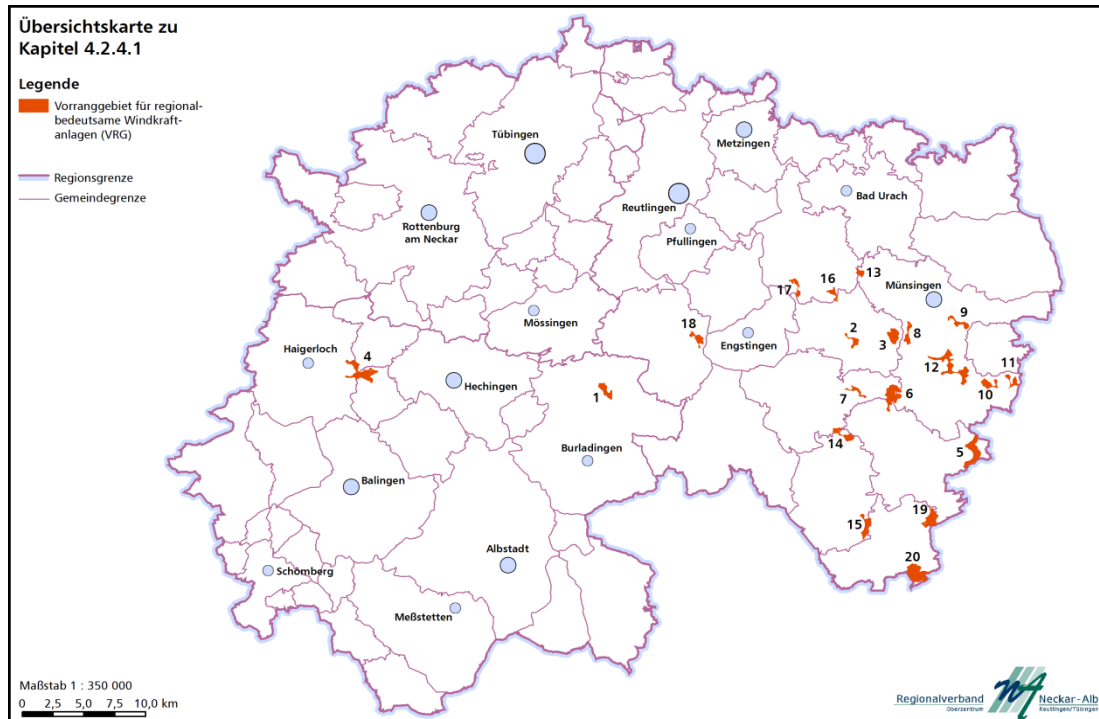 Übersichtskarte zu
Kapitel 4.2.4.1
Legende
Vorranggebiet für regional-
bedeutsame Windkraft-
anlagen (VRG)
Regionsgrenze
Gemeindegrenze
Tübingen
Metzingen
Reutlingen
Bad Urach
Rottenburg
am Neckar
Pfullingen
13
17
16
Münsingen
Mössingen
18
Engstingen
2
3
8
9
Haigerloch
4
12
11
Hechingen
1
7
6
10
14
5
Burladingen
Balingen
15
19
Albstadt
20
Schömberg
Meßstetten
Maßstab 1 : 350 000
0 2,5 5,0 7,5 10,0 km
Regionalverband
Oberzentrum
Neckar-Alb
Reutlingen/Tübingen